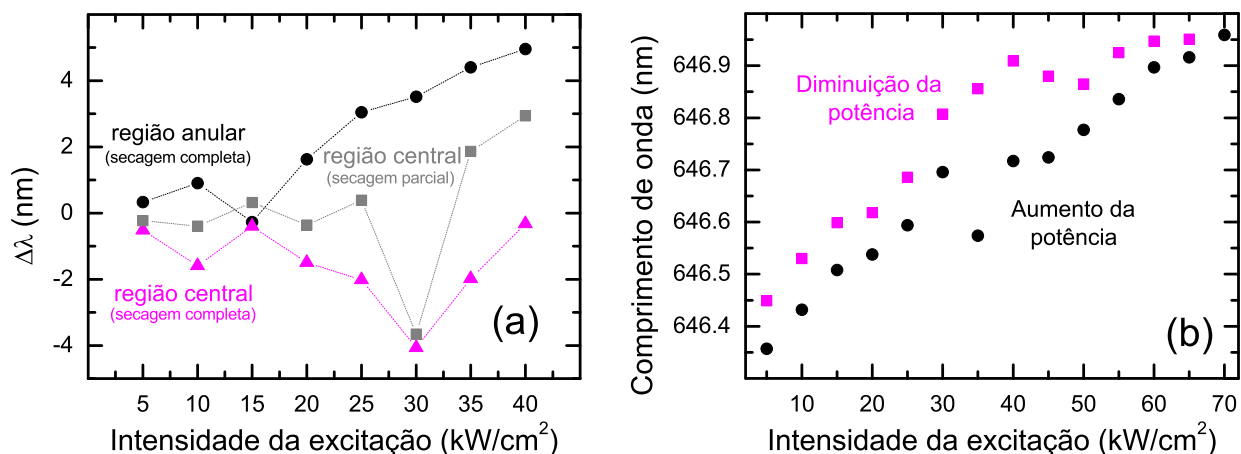 4
2
0
-2
-4
Δλ (nm)
região anular
(secagem completa)
região central
(secagem parcial)
região central
(secagem completa)
(a)
5 10 15 20 25 30 35 40
Intensidade da excitação (kW/cm²)
646.9
646.8
646.7
646.6
646.5
646.4
Comprimento de onda (nm)
Diminuição da
potência
Aumento da
potência
(b)
10 20 30 40 50 60 70
Intensidade da excitação (kW/cm²)